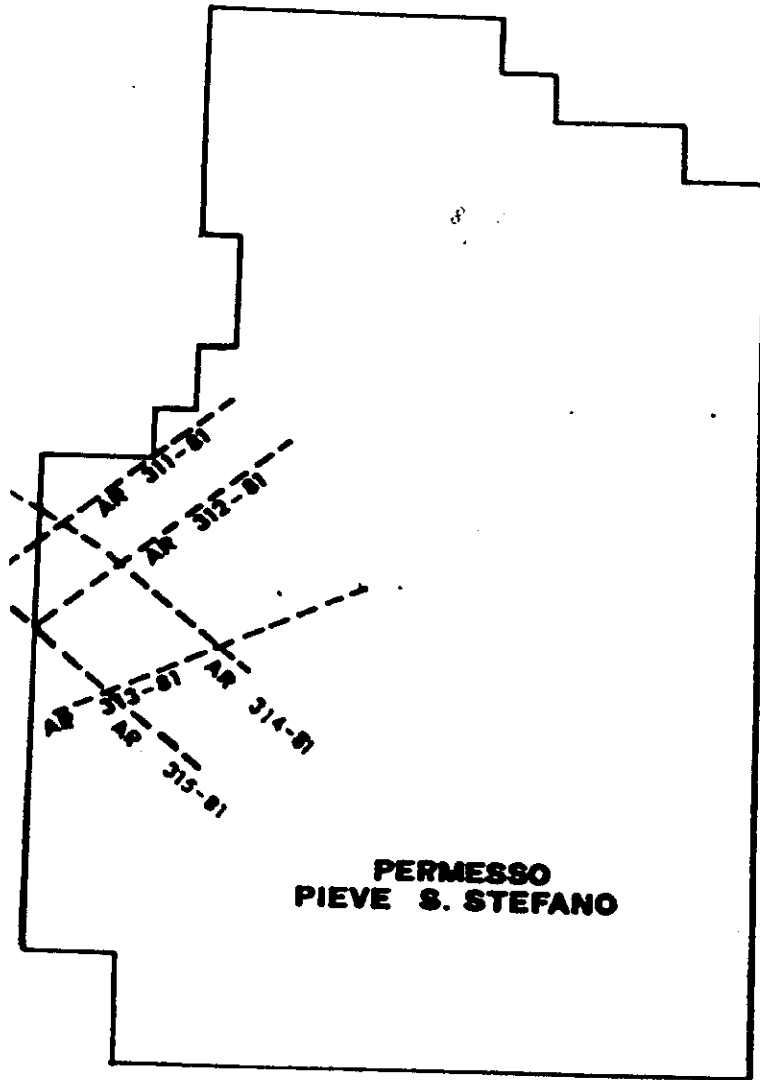 AR 311-81
AR 312-81
AR 313-81
AR 314-81
AR 315-81
PERMESSO
PIEVE S. STEFANO